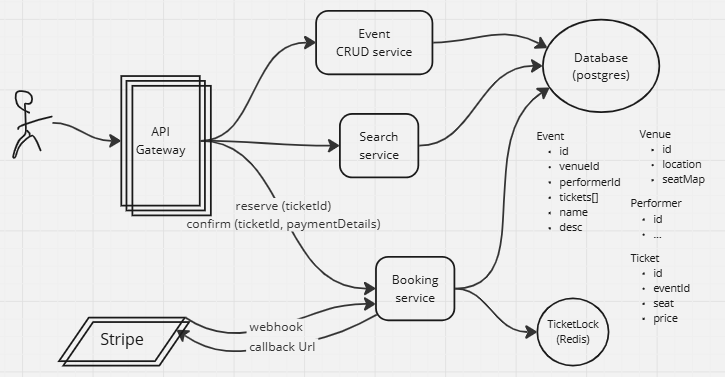 Event
CRUD service
Database
(postgres)
API
Gateway
Search
service
Event
• id
• venueId
• performerId
• tickets[]
• name
• desc
Venue
• id
• location
• seatMap
Performer
• id
• ...
Ticket
• id
• eventId
• seat
• price
reserve (ticketId)
confirm (ticketId, paymentDetails)
Booking
service
TicketLock
(Redis)
Stripe
webhook
callback Url